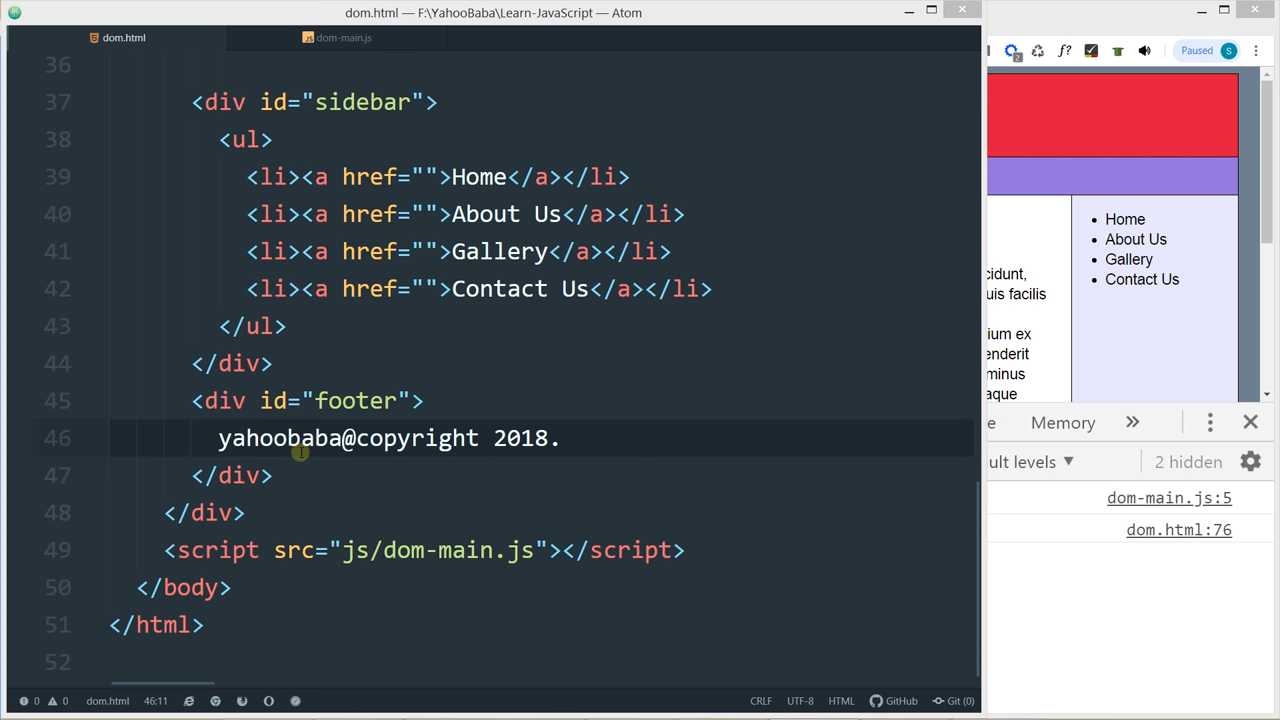 dom.html — F:\YahooBaba\Learn-JavaScript — Atom
dom.html
dom-main.js
36
37 <div id="sidebar">
38 <ul>
39 <li><a href="">Home</a></li>
40 <li><a href="">About Us</a></li>
41 <li><a href="">Gallery</a></li>
42 <li><a href="">Contact Us</a></li>
43 </ul>
44 </div>
45 <div id="footer">
46 yahoobaba@copyright 2018.
47 </div>
48 </div>
49 <script src="js/dom-main.js"></script>
50 </body>
51 </html>
52
0 0 dom.html 46:11 CRLF UTF-8 HTML GitHub Git (0)
2 f? Paused S
Home
About Us
Gallery
Contact Us
cidunt,
uis facilis
ium ex
enderit
minus
aque
e Memory »
ult levels ▼ 2 hidden
dom-main.js:5
dom.html:76